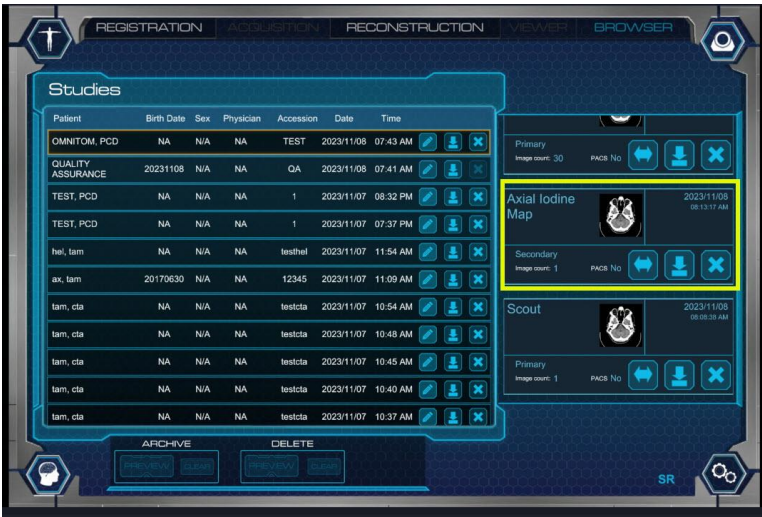 REGISTRATION ACQUISITION RECONSTRUCTION VIEWER BROWSER
Studies
Patient Birth Date Sex Physician Accession Date Time
OMNITOM, PCD NA N/A NA TEST 2023/11/08 07:43 AM
QUALITY ASSURANCE 20231108 N/A NA QA 2023/11/08 07:41 AM
TEST, PCD NA N/A NA 1 2023/11/07 08:32 PM
TEST, PCD NA N/A NA 1 2023/11/07 07:37 PM
hel, tam NA N/A NA testhel 2023/11/07 11:54 AM
ax, tam 20170630 N/A NA 12345 2023/11/07 11:09 AM
tam, cta NA N/A NA testcta 2023/11/07 10:54 AM
tam, cta NA N/A NA testcta 2023/11/07 10:48 AM
tam, cta NA N/A NA testcta 2023/11/07 10:45 AM
tam, cta NA N/A NA testcta 2023/11/07 10:40 AM
tam, cta NA N/A NA testcta 2023/11/07 10:37 AM
Primary
Image count: 30 PACS No
Axial Iodine
Map
2023/11/08
08:13:17 AM
Secondary
Image count: 1 PACS No
Scout
2023/11/08
08:08:38 AM
Primary
Image count: 1 PACS No
ARCHIVE DELETE
PREVIEW CLEAR PREVIEW CLEAR
SR